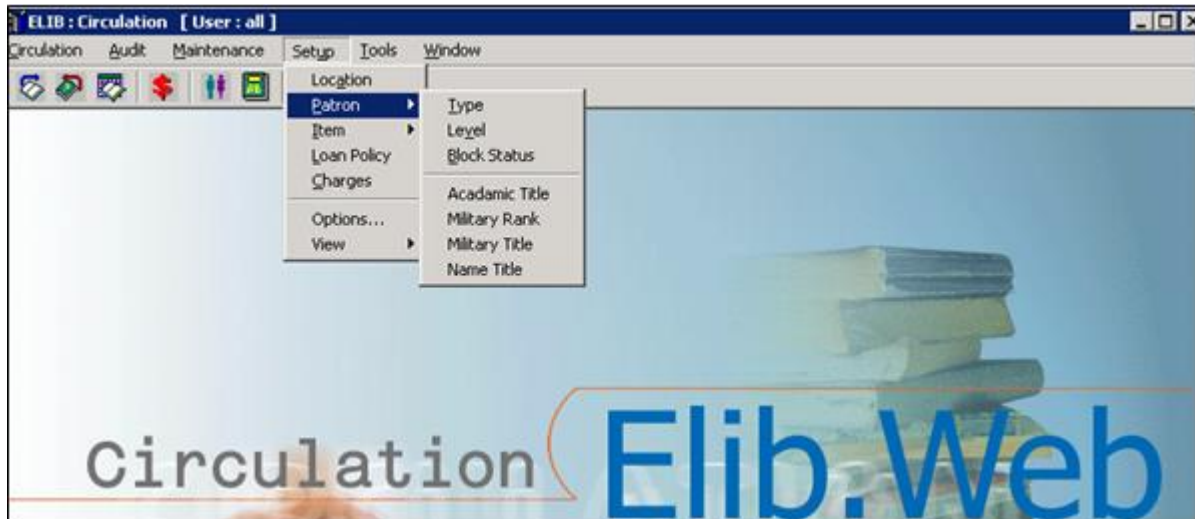 ELIB : Circulation [ User : all ]
Circulation Audit Maintenance Setup Tools Window
Location
Patron
Item
Loan Policy
Charges
Options...
View
Type
Level
Block Status
Acadamic Title
Military Rank
Military Title
Name Title
Circulation
Elib.Web